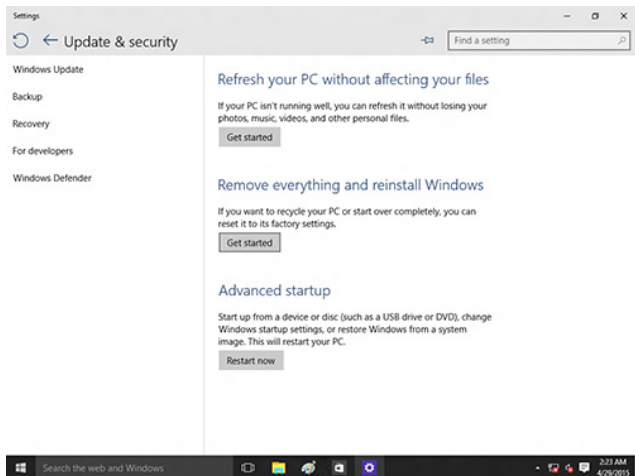 Settings
Update & security
Find a setting
Windows Update
Backup
Recovery
For developers
Windows Defender
Refresh your PC without affecting your files
If your PC isn't running well, you can refresh it without losing your
photos, music, videos, and other personal files.
Get started
Remove everything and reinstall Windows
If you want to recycle your PC or start over completely, you can
reset it to its factory settings.
Get started
Advanced startup
Start up from a device or disc (such as a USB drive or DVD), change
Windows startup settings, or restore Windows from a system
image. This will restart your PC.
Restart now
Search the web and Windows
2:23 AM
4/29/2015